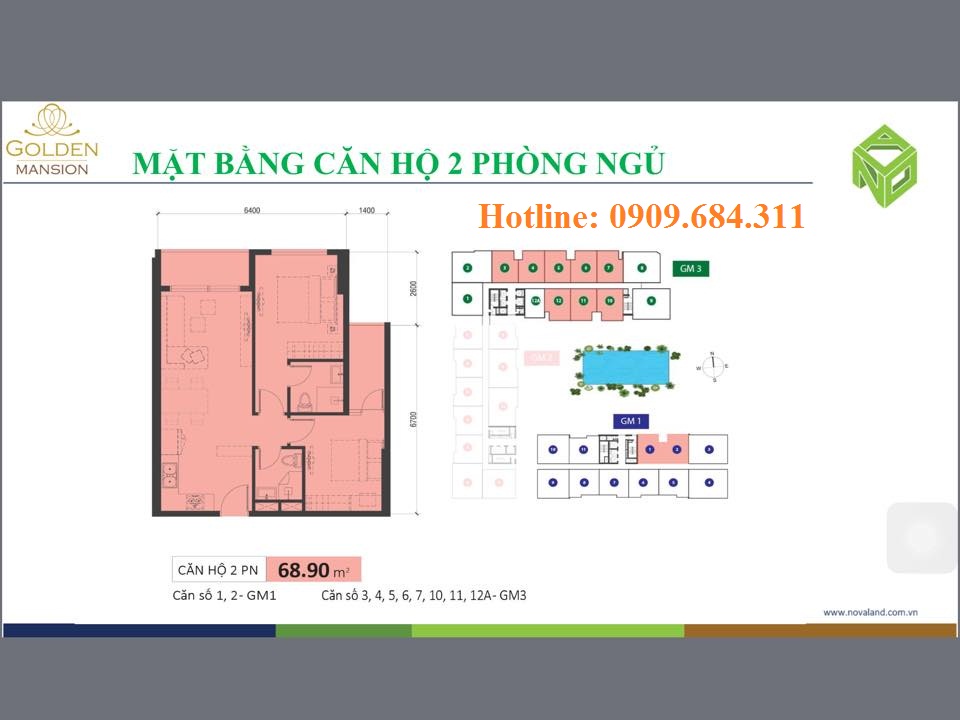 GOLDEN
MANSION
MẶT BẰNG CĂN HỘ 2 PHÒNG NGỦ
Hotline: 0909.684.311
6400 1400
2600
6700
2 3 4 5 6 7 8 GM 3
1 12A 12 11 10 9
GM 2
N
W E
S
GM 1
10 11 1 2 3
9 8 7 6 5 4
CĂN HỘ 2 PN 68.90 m²
Căn số 1, 2 - GM1 Căn số 3, 4, 5, 6, 7, 10, 11, 12A - GM3
www.novaland.com.vn